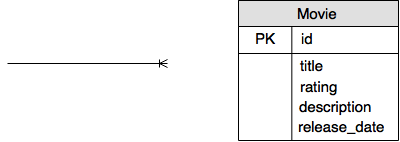 Movie
PK id
title
rating
description
release_date